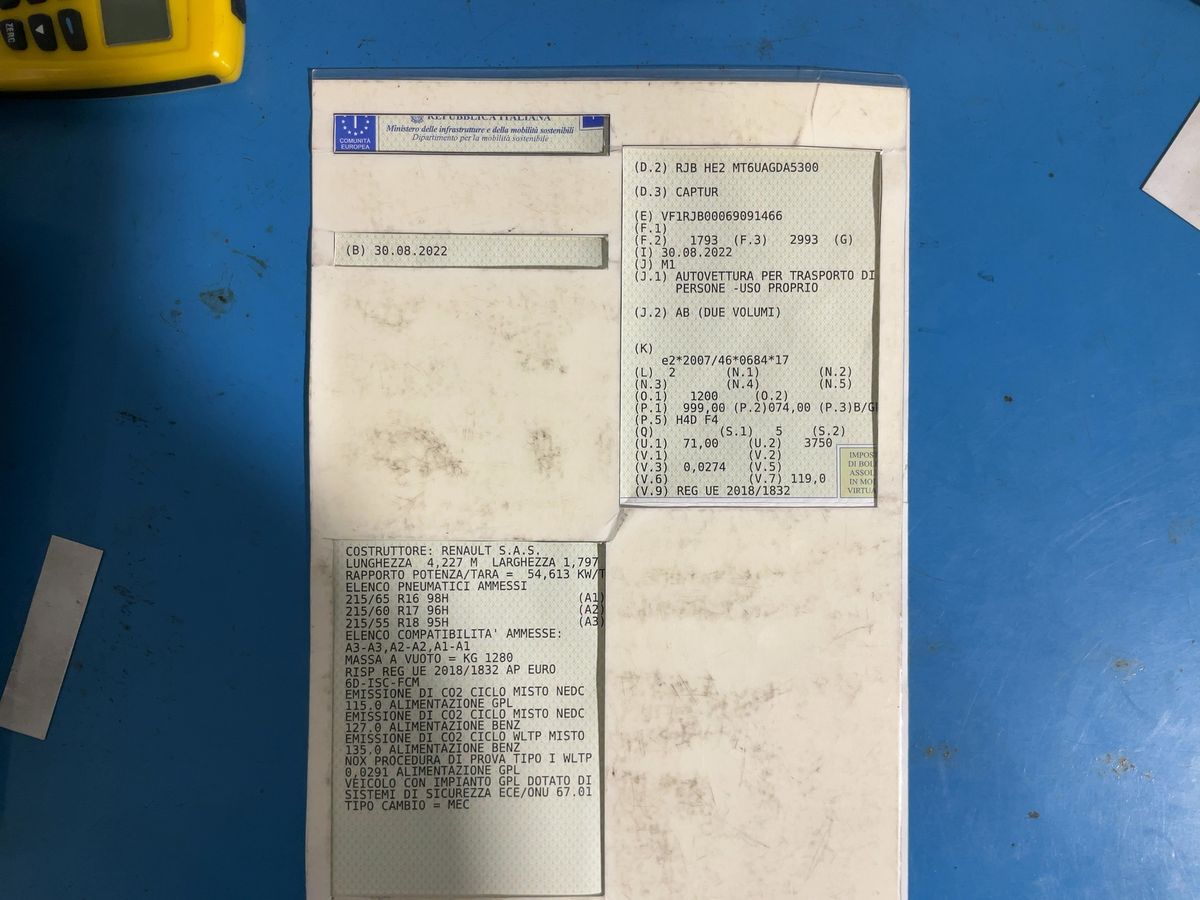 ZERO
COMUNITÀ
EUROPEA
REPUBBLICA ITALIANA
Ministero delle infrastrutture e della mobilità sostenibili
Dipartimento per la mobilità sostenibile
(B) 30.08.2022
(D.2) RJB HE2 MT6UAGDA5300
(D.3) CAPTUR
(E) VF1RJB00069091466
(F.1)
(F.2) 1793 (F.3) 2993 (G)
(I) 30.08.2022
(J) M1
(J.1) AUTOVETTURA PER TRASPORTO DI
PERSONE -USO PROPRIO
(J.2) AB (DUE VOLUMI)
(K)
e2*2007/46*0684*17
(L) 2 (N.1) (N.2)
(N.3) (N.4) (N.5)
(O.1) 1200 (O.2)
(P.1) 999,00 (P.2)074,00 (P.3)B/G
(P.5) H4D F4
(Q) (S.1) 5 (S.2)
(U.1) 71,00 (U.2) 3750
(V.1) (V.2)
(V.3) 0,0274 (V.5)
(V.6) (V.7) 119,0
(V.9) REG UE 2018/1832
IMPOS
DI BOL
ASSOL
IN MO
VIRTUA
COSTRUTTORE: RENAULT S.A.S.
LUNGHEZZA 4,227 M LARGHEZZA 1,797
RAPPORTO POTENZA/TARA = 54,613 KW/T
ELENCO PNEUMATICI AMMESSI
215/65 R16 98H (A1)
215/60 R17 96H (A2)
215/55 R18 95H (A3)
ELENCO COMPATIBILITA' AMMESSE:
A3-A3,A2-A2,A1-A1
MASSA A VUOTO = KG 1280
RISP REG UE 2018/1832 AP EURO
6D-ISC-FCM
EMISSIONE DI CO2 CICLO MISTO NEDC
115.0 ALIMENTAZIONE GPL
EMISSIONE DI CO2 CICLO MISTO NEDC
127.0 ALIMENTAZIONE BENZ
EMISSIONE DI CO2 CICLO WLTP MISTO
135.0 ALIMENTAZIONE BENZ
NOX PROCEDURA DI PROVA TIPO I WLTP
0,0291 ALIMENTAZIONE GPL
VEICOLO CON IMPIANTO GPL DOTATO DI
SISTEMI DI SICUREZZA ECE/ONU 67.01
TIPO CAMBIO = MEC